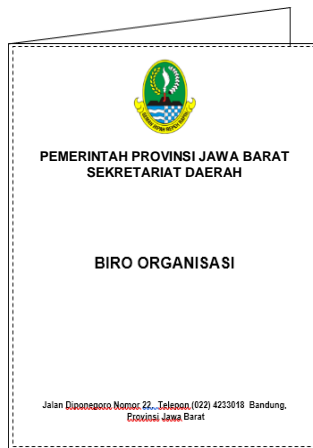 PEMERINTAH PROVINSI JAWA BARAT
SEKRETARIAT DAERAH
BIRO ORGANISASI
Jalan Diponegoro Nomor 22, Telepon (022) 4233018 Bandung,
Provinsi Jawa Barat